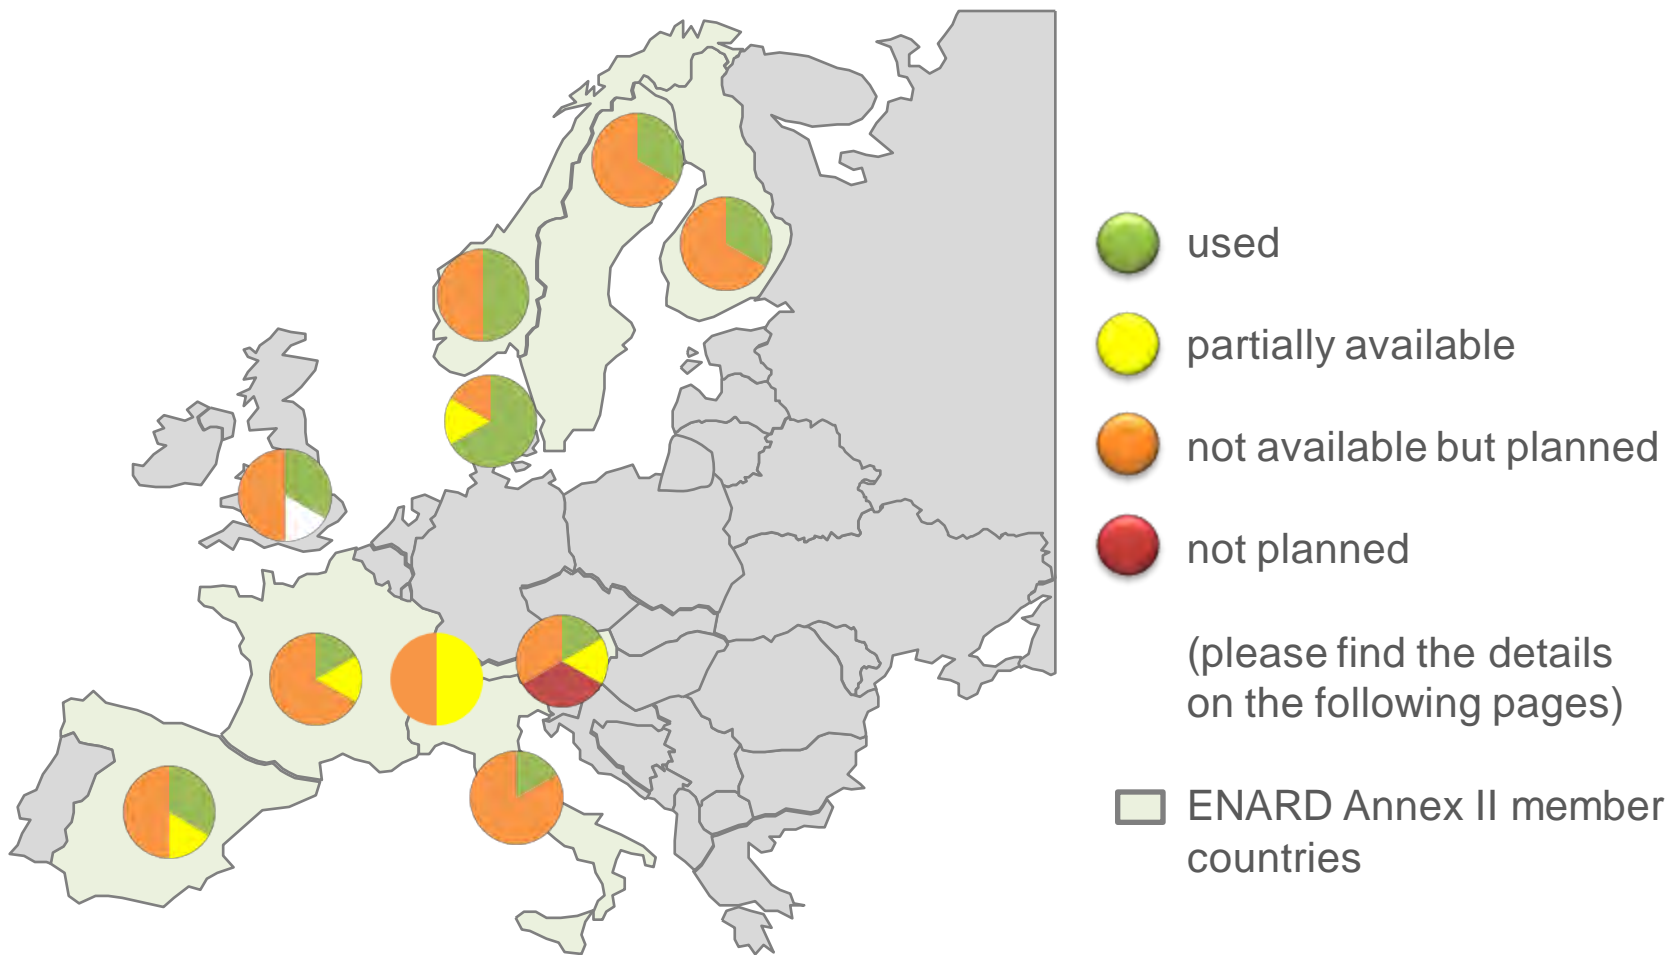 used
partially available
not available but planned
not planned
(please find the details
on the following pages)
ENARD Annex II member
countries